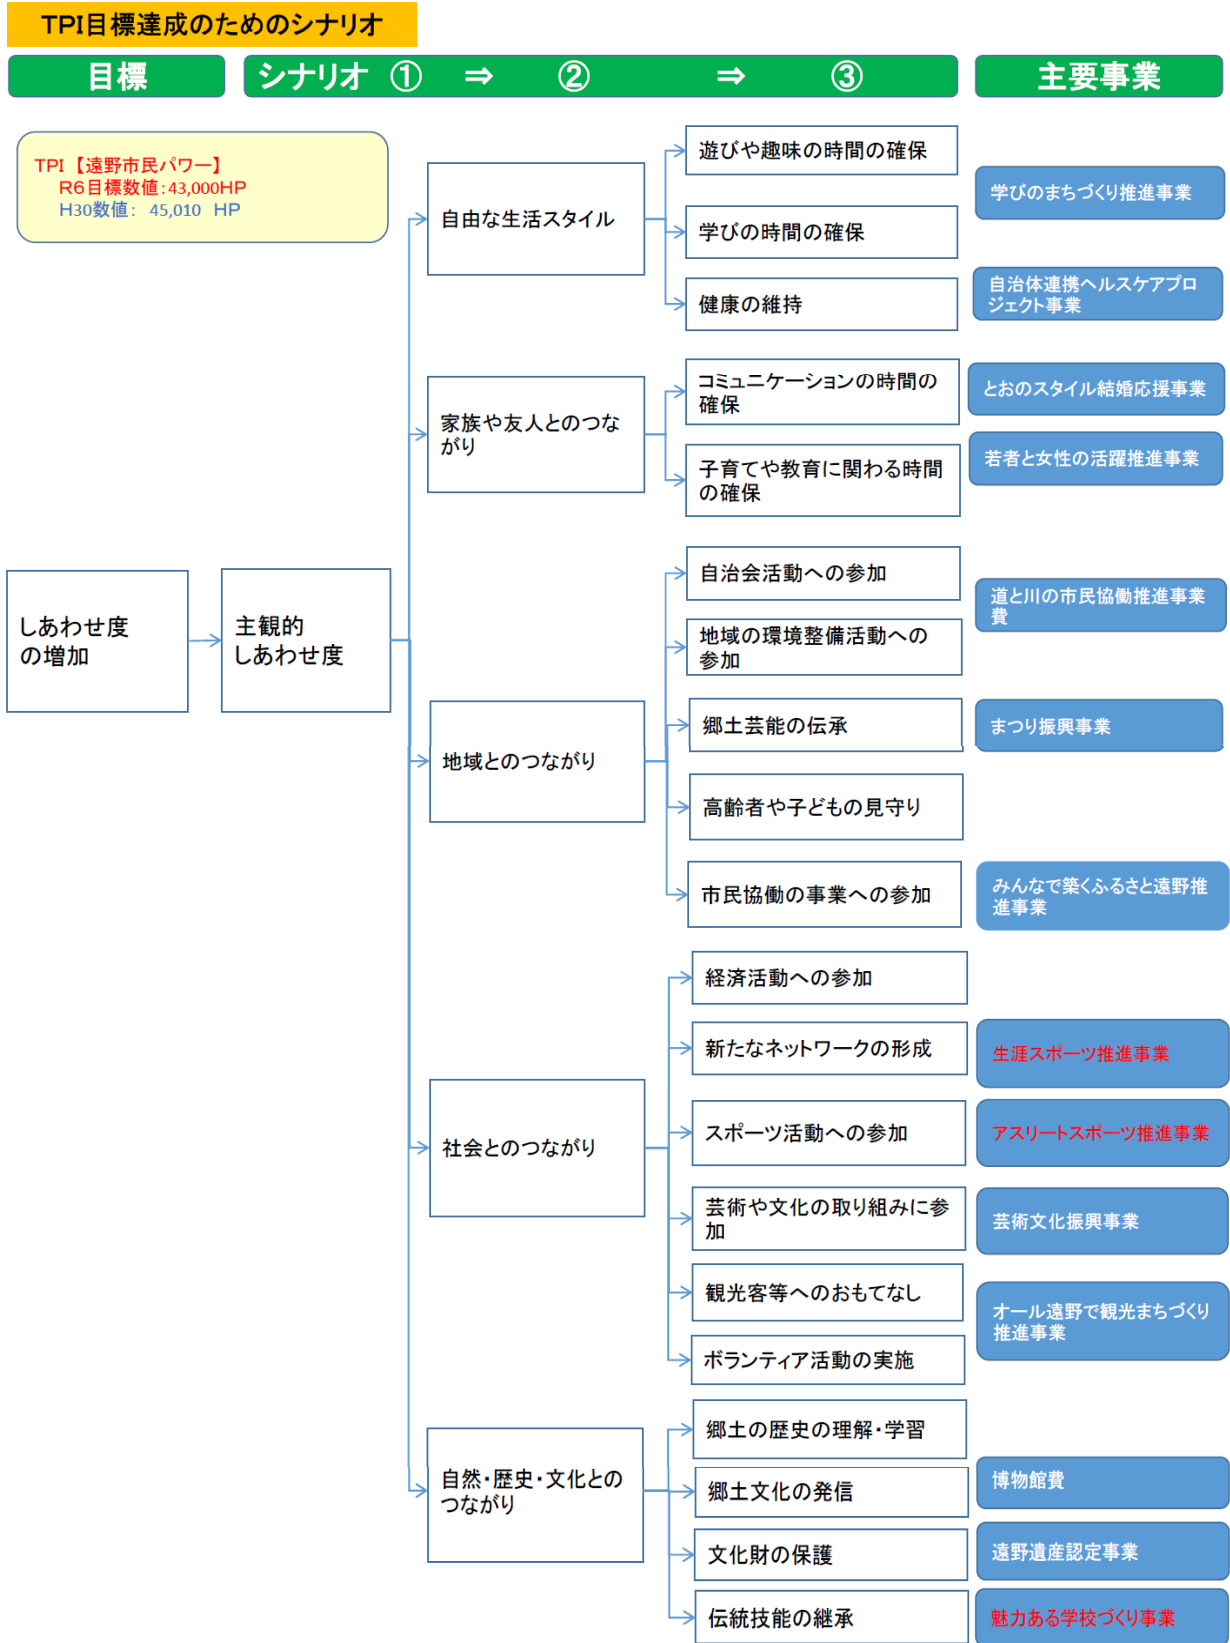 TPI目標達成のためのシナリオ
目標
シナリオ ① ⇒ ② ⇒ ③
主要事業
TPI 【遠野市民パワー】
R6目標数値：43,000HP
H30数値： 45,010 HP
しあわせ度
の増加
主観的
しあわせ度
自由な生活スタイル
遊びや趣味の時間の確保
学びの時間の確保
健康の維持
学びのまちづくり推進事業
自治体連携ヘルスケアプロ
ジェクト事業
家族や友人とのつな
がり
コミュニケーションの時間の
確保
子育てや教育に関わる時間
の確保
とおのスタイル結婚応援事業
若者と女性の活躍推進事業
地域とのつながり
自治会活動への参加
地域の環境整備活動への
参加
郷土芸能の伝承
高齢者や子どもの見守り
市民協働の事業への参加
道と川の市民協働推進事業
費
まつり振興事業
みんなで築くふるさと遠野推
進事業
社会とのつながり
経済活動への参加
新たなネットワークの形成
スポーツ活動への参加
芸術や文化の取り組みに参
加
観光客等へのおもてなし
ボランティア活動の実施
生涯スポーツ推進事業
アスリートスポーツ推進事業
芸術文化振興事業
オール遠野で観光まちづくり
推進事業
自然・歴史・文化との
つながり
郷土の歴史の理解・学習
郷土文化の発信
文化財の保護
伝統技能の継承
博物館費
遠野遺産認定事業
魅力ある学校づくり事業